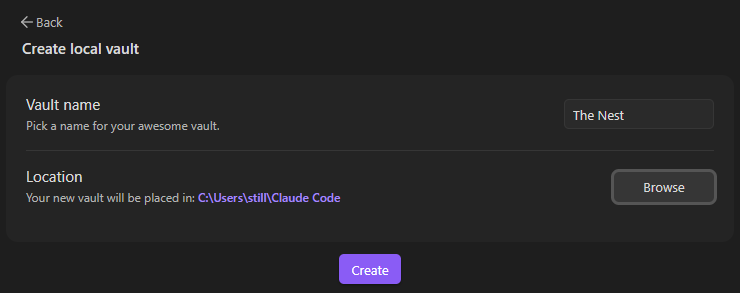 Back
Create local vault
Vault name
Pick a name for your awesome vault.
The Nest
Location
Your new vault will be placed in: C:\Users\still\Claude Code
Browse
Create